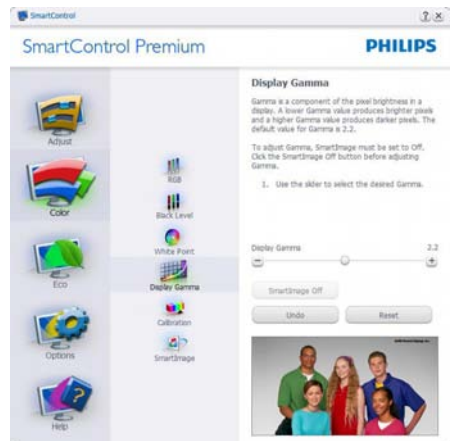 SmartControl
SmartControl Premium
PHILIPS
Adjust
Color
Eco
Options
Help
RGB
Black Level
White Point
Display Gamma
Calibration
SmartImage
Display Gamma
Gamma is a component of the pixel brightness in a
display. A lower Gamma value produces brighter pixels
and a higher Gamma value produces darker pixels. The
default value for Gamma is 2.2.
To adjust Gamma, SmartImage must be set to Off.
Click the SmartImage Off button before adjusting
Gamma.
1. Use the slider to select the desired Gamma.
Display Gamma 2.2
SmartImage Off
Undo Reset